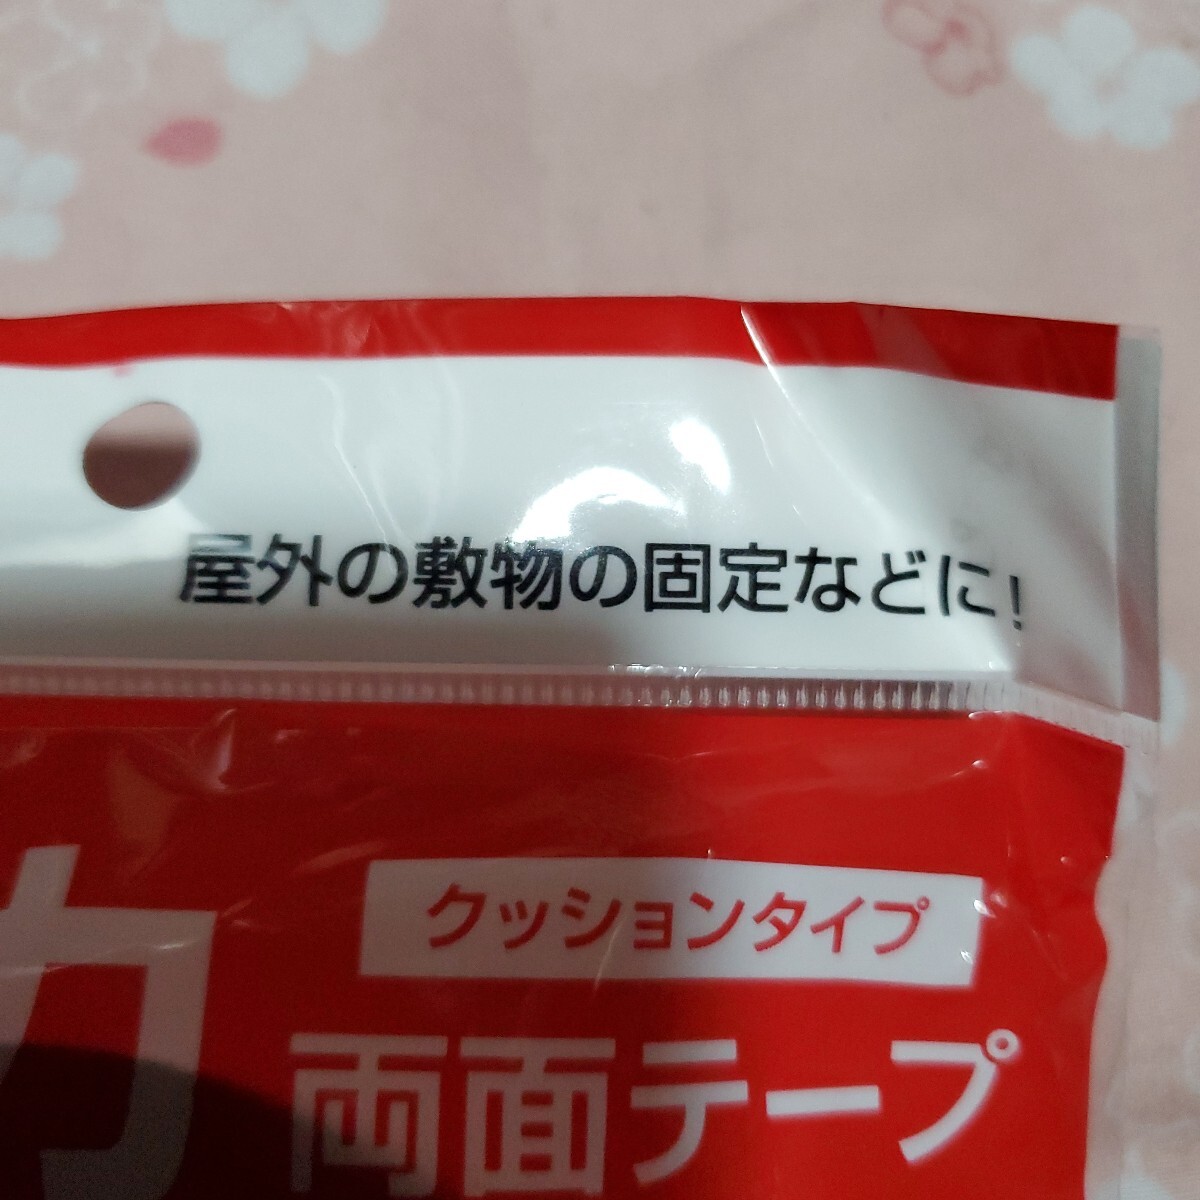 屋外の敷物の固定などに!
クッションタイプ
両面テープ